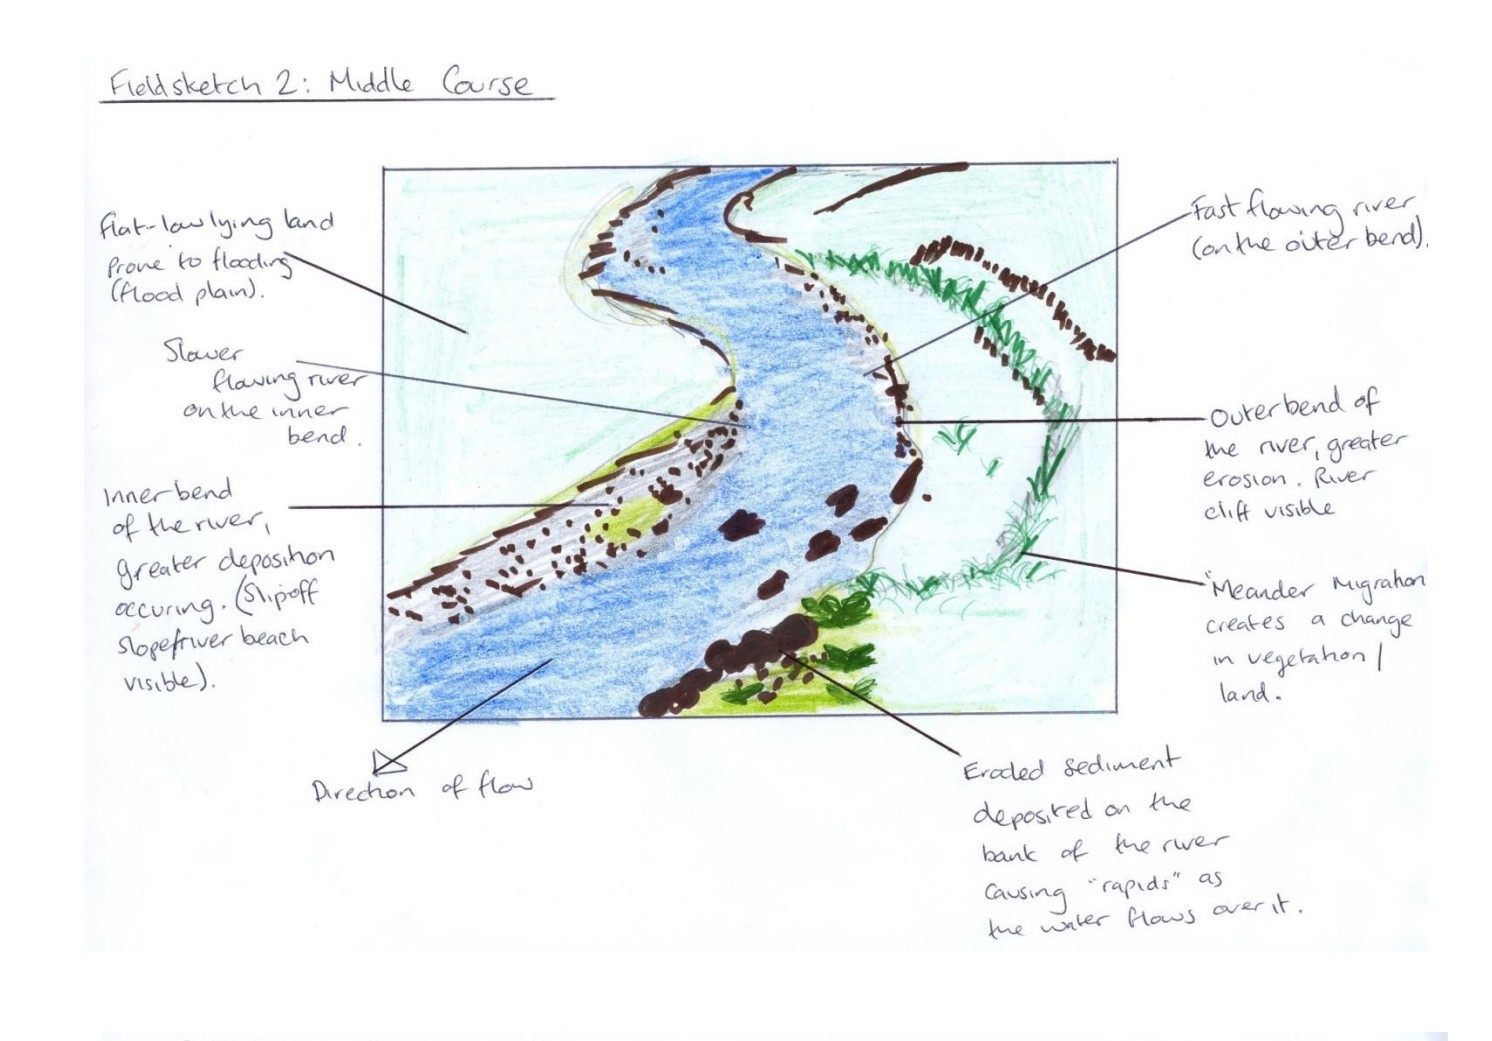 Fieldsketch 2: Middle Course
Flat-low lying land
prone to flooding
(flood plain).
Slower
flowing river
on the inner
bend.
Inner bend
of the river,
greater deposition
occuring. (Slip off
slope/river beach
visible).
Direction of flow
Fast flowing river
(on the outer bend).
Outer bend of
the river, greater
erosion. River
cliff visible
"Meander Migration
creates a change
in vegetation /
land.
Eroded sediment
deposited on the
bank of the river
causing "rapids" as
the water flows over it.